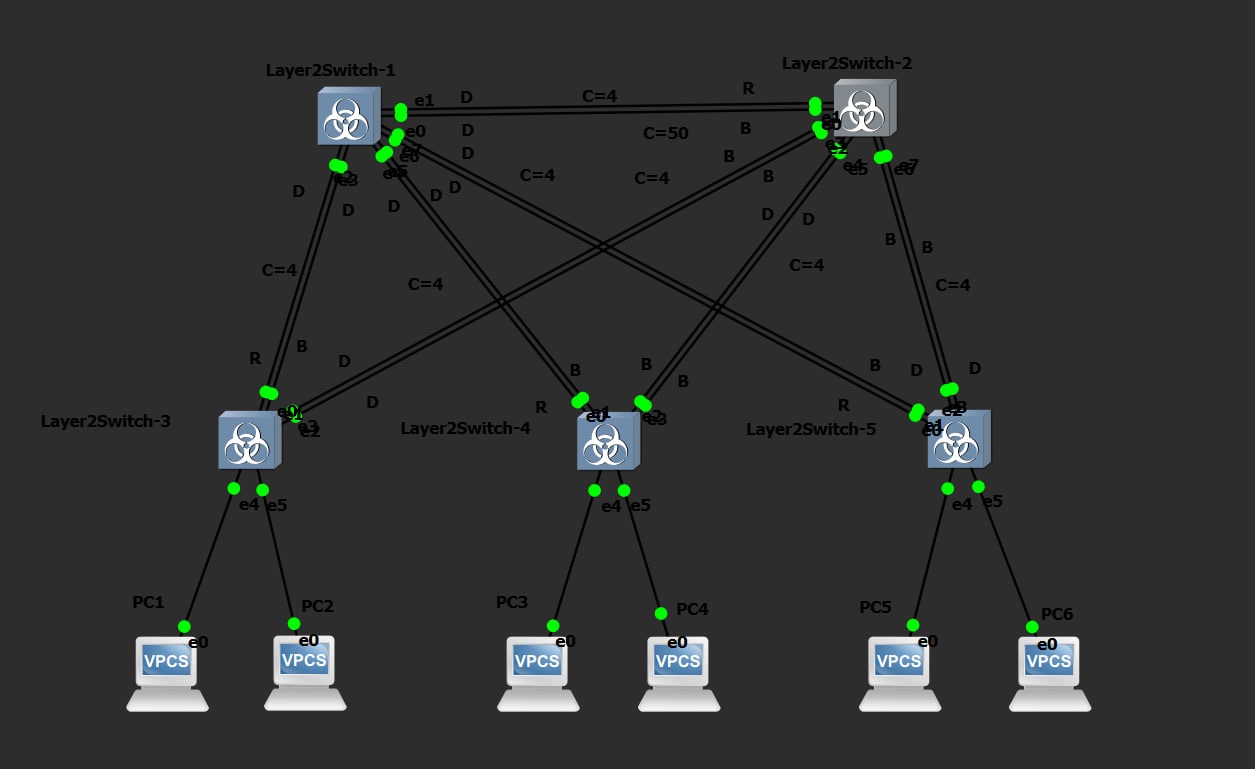 Layer2Switch-1
Layer2Switch-2
e1
D
C=4
R
e0
D
C=50
B
D
B
D
C=4
C=4
B
e4
e7
e5
e6
D
D
D
D
D
D
D
B
B
C=4
C=4
C=4
C=4
R
B
D
B
B
B
B
D
D
D
R
R
Layer2Switch-3
Layer2Switch-4
Layer2Switch-5
e0
e3
e2
e0
e1
e2
e3
e1
e0
e2
e4
e5
e4
e5
e4
e5
PC1
PC2
PC3
PC4
PC5
PC6
e0
e0
e0
e0
e0
e0
VPCS
VPCS
VPCS
VPCS
VPCS
VPCS